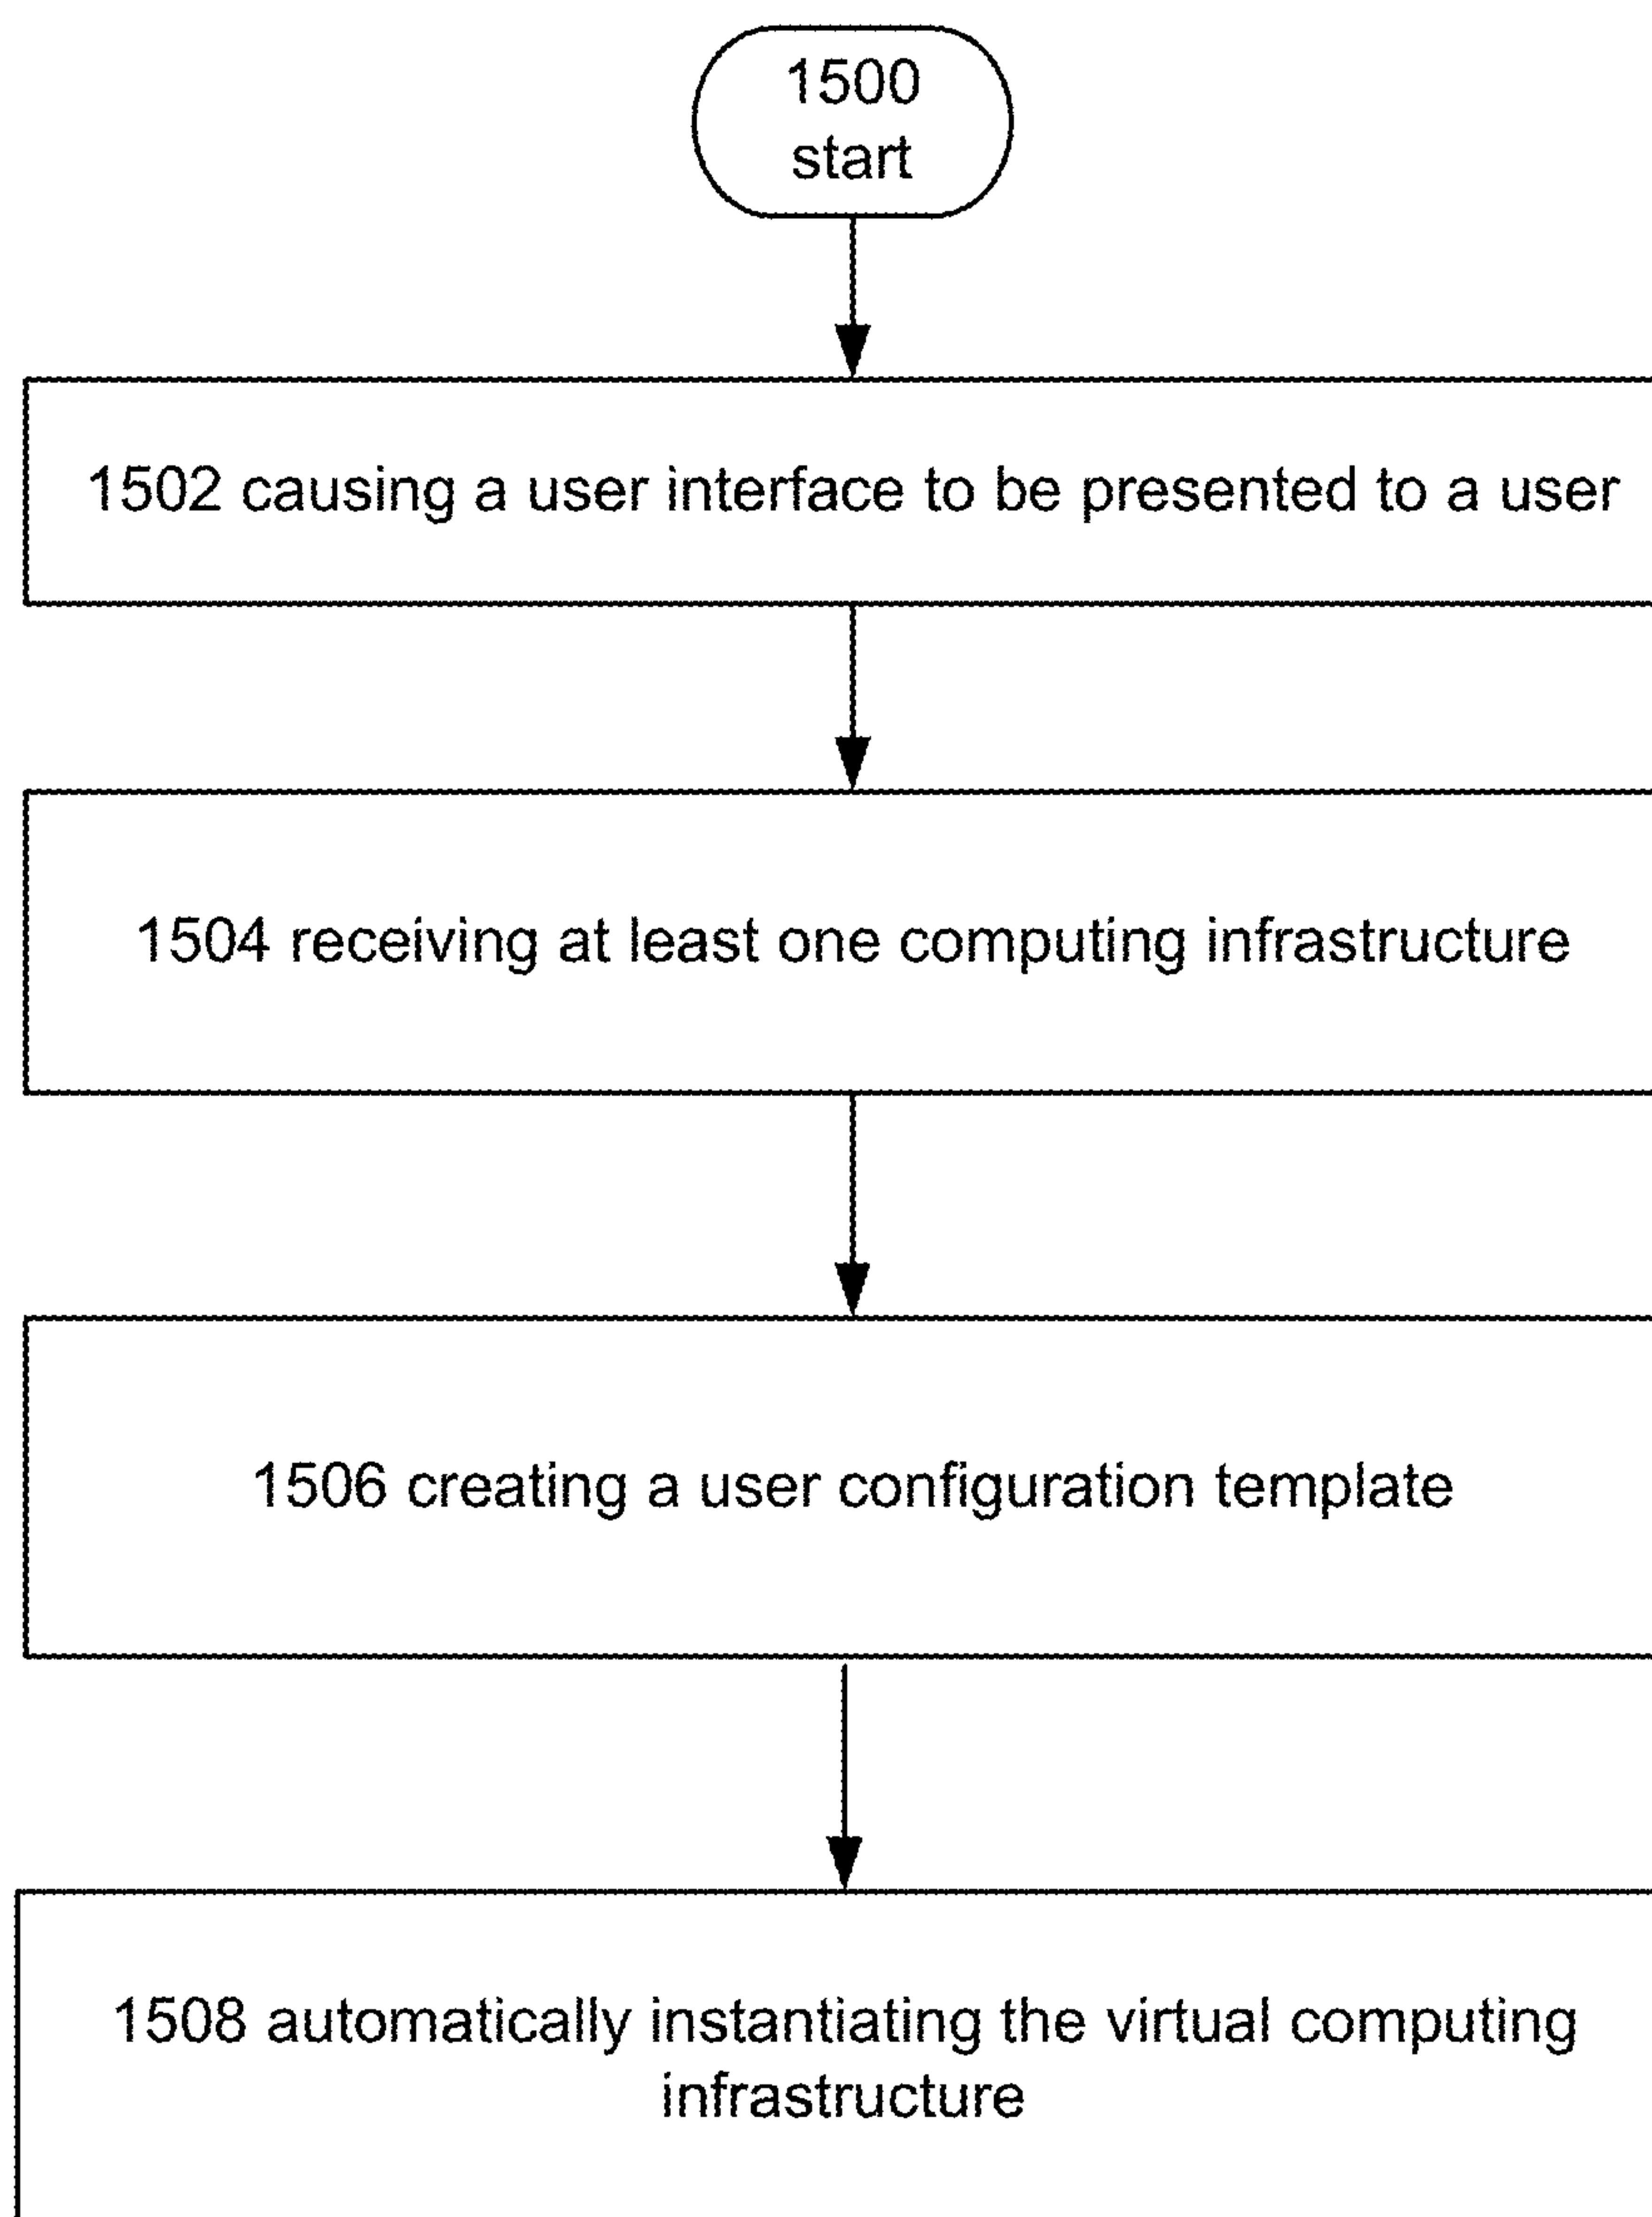 1500
start
1502 causing a user interface to be presented to a user
1504 receiving at least one computing infrastructure
1506 creating a user configuration template
1508 automatically instantiating the virtual computing
infrastructure